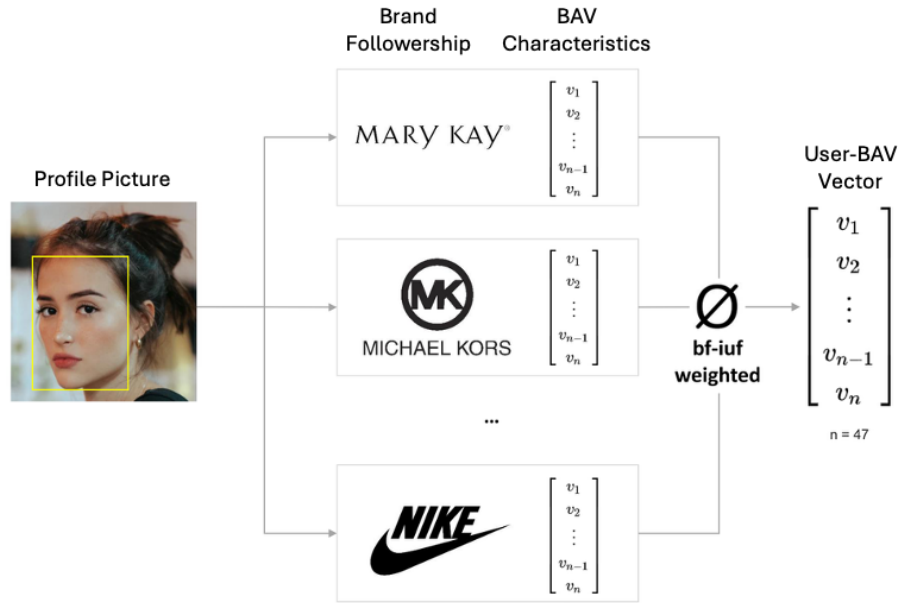 Brand
Followership
BAV
Characteristics
Profile Picture
MARY KAY®
v₁
v₂
⋮
vₙ₋₁
vₙ
MK
MICHAEL KORS
v₁
v₂
⋮
vₙ₋₁
vₙ
...
NIKE
v₁
v₂
⋮
vₙ₋₁
vₙ
Ø
bf-iuf
weighted
User-BAV
Vector
v₁
v₂
⋮
vₙ₋₁
vₙ
n = 47